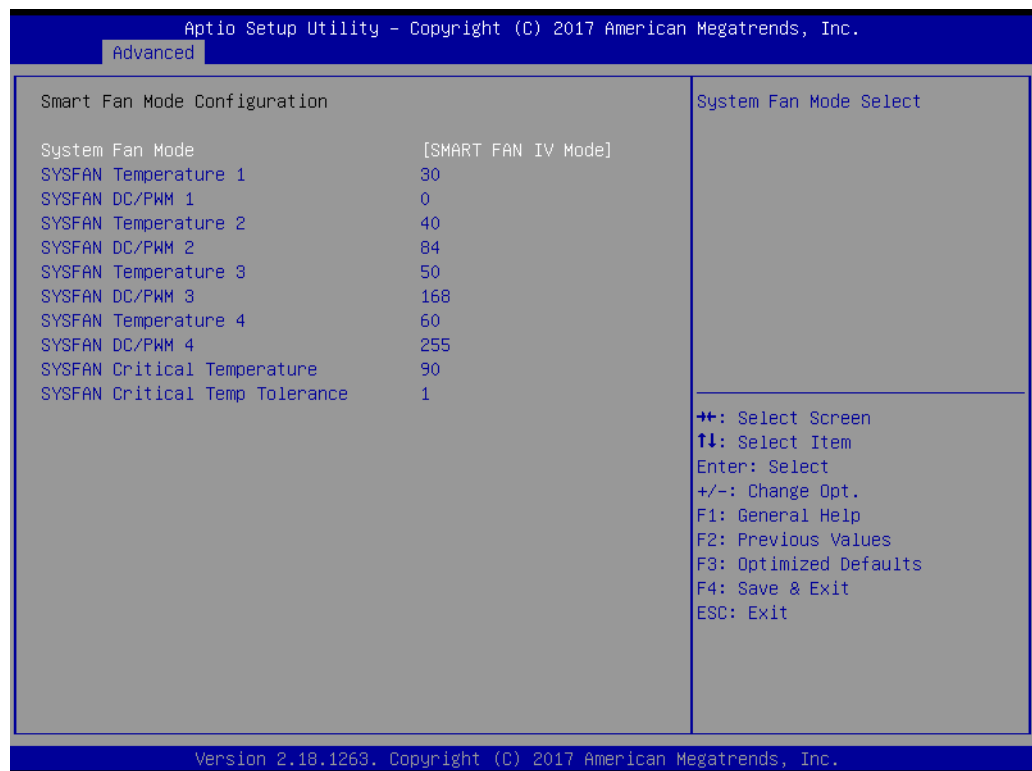 Aptio Setup Utility – Copyright (C) 2017 American Megatrends, Inc.
Advanced
Smart Fan Mode Configuration
System Fan Mode [SMART FAN IV Mode]
SYSFAN Temperature 1 30
SYSFAN DC/PWM 1 0
SYSFAN Temperature 2 40
SYSFAN DC/PWM 2 84
SYSFAN Temperature 3 50
SYSFAN DC/PWM 3 168
SYSFAN Temperature 4 60
SYSFAN DC/PWM 4 255
SYSFAN Critical Temperature 90
SYSFAN Critical Temp Tolerance 1
System Fan Mode Select
→←: Select Screen
↑↓: Select Item
Enter: Select
+/-: Change Opt.
F1: General Help
F2: Previous Values
F3: Optimized Defaults
F4: Save & Exit
ESC: Exit
Version 2.18.1263. Copyright (C) 2017 American Megatrends, Inc.